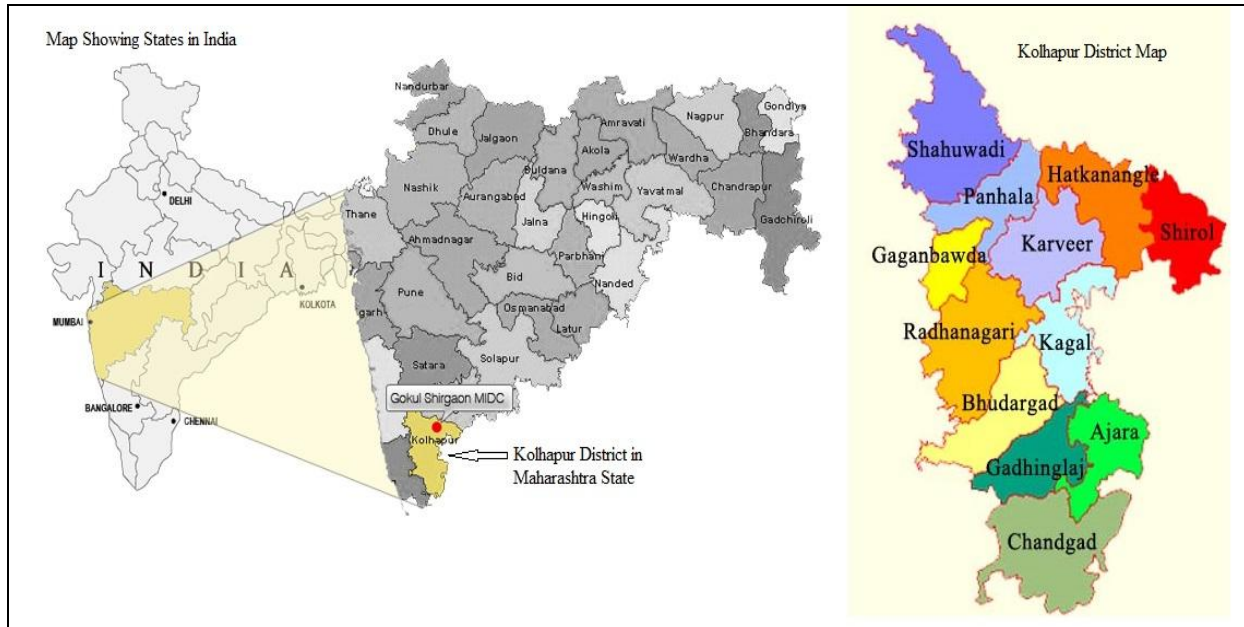 Map Showing States in India
DELHI
I N D I A
KOLKOTA
MUMBAI
BANGALORE
CHENNAI
Nandurbar
Dhule
Jalgaon
Buldana
Akola
Amravati
Nagpur
Bhandara
Gondiya
Wardha
Nashik
Aurangabad
Washim
Yavatmal
Chandrapur
Gadchiroli
Thane
Jalna
Hingoli
Ahmadnagar
Parbhani
Nanded
Pune
Bid
garh
Osmanabad
Latur
Satara
Solapur
Gokul Shirgaon MIDC
Kolhapur
Kolhapur District in
Maharashtra State
Kolhapur District Map
Shahuwadi
Panhala
Hatkanangle
Shirol
Gaganbawda
Karveer
Radhanagari
Kagal
Bhudargad
Ajara
Gadhinglaj
Chandgad